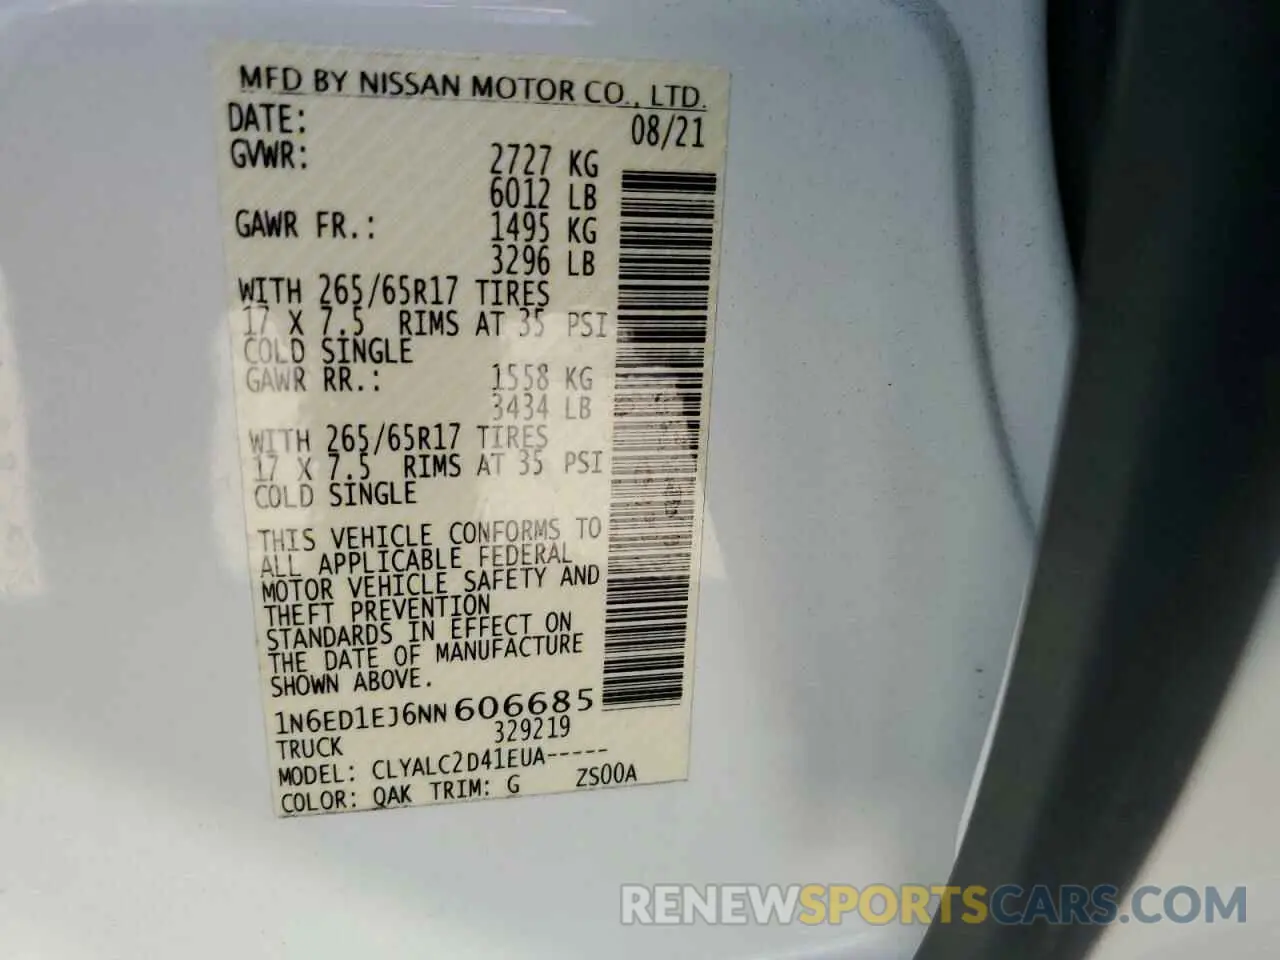 MFD BY NISSAN MOTOR CO., LTD.
DATE: 08/21
GVWR: 2727 KG
6012 LB
GAWR FR.: 1495 KG
3296 LB
WITH 265/65R17 TIRES
17 X 7.5 RIMS AT 35 PSI
COLD SINGLE
GAWR RR.: 1558 KG
3434 LB
WITH 265/65R17 TIRES
17 X 7.5 RIMS AT 35 PSI
COLD SINGLE
THIS VEHICLE CONFORMS TO
ALL APPLICABLE FEDERAL
MOTOR VEHICLE SAFETY AND
THEFT PREVENTION
STANDARDS IN EFFECT ON
THE DATE OF MANUFACTURE
SHOWN ABOVE.
1N6ED1EJ6NN606685
TRUCK 329219
MODEL: CLYALC2D41EUA-----
COLOR: QAK TRIM: G ZS00A
RENEWSPORTSCARS.COM